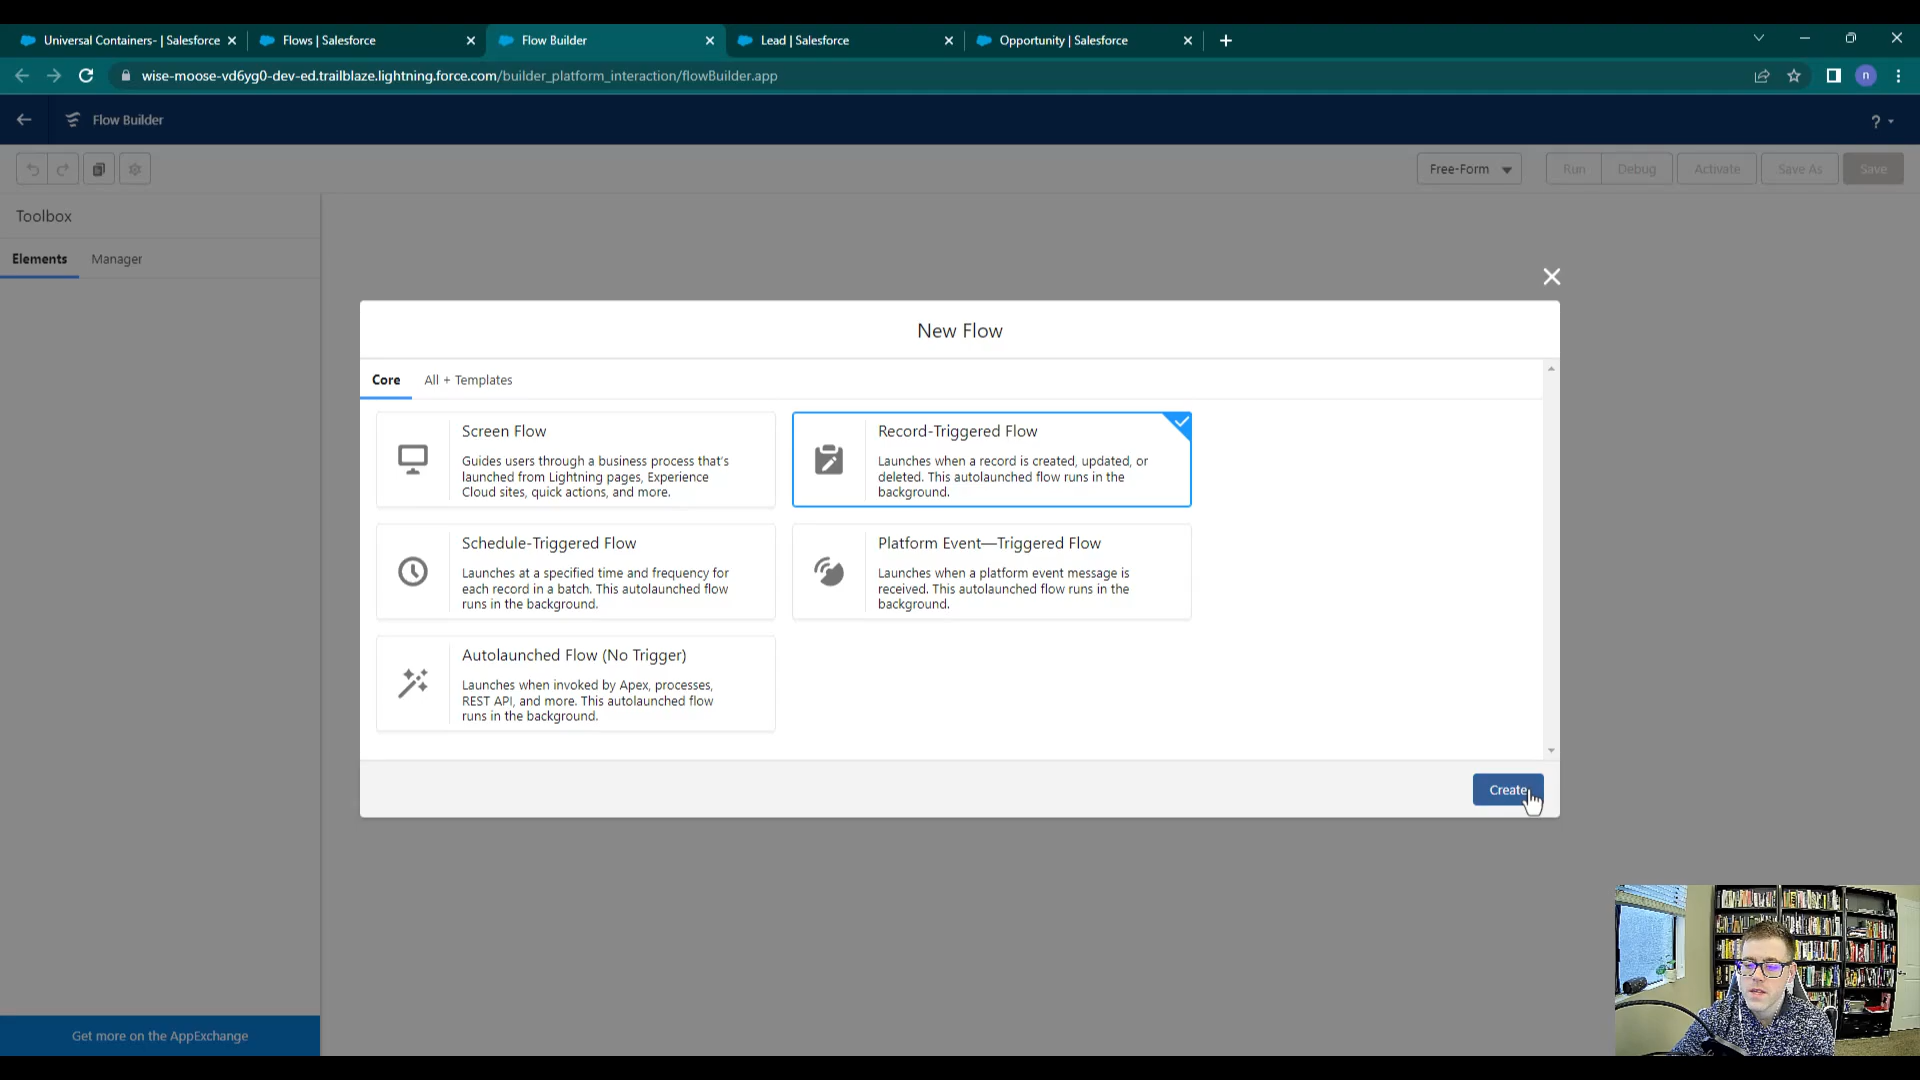 Universal Containers- | Salesforce
Flows | Salesforce
Flow Builder
Lead | Salesforce
Opportunity | Salesforce
wise-moose-vd6yg0-dev-ed.trailblaze.lightning.force.com/builder_platform_interaction/flowBuilder.app
n
Flow Builder
?
Free-Form
Run
Debug
Activate
Save As
Save
Toolbox
Elements
Manager
New Flow
Core
All + Templates
Screen Flow
Guides users through a business process that's
launched from Lightning pages, Experience
Cloud sites, quick actions, and more.
Record-Triggered Flow
Launches when a record is created, updated, or
deleted. This autolaunched flow runs in the
background.
Schedule-Triggered Flow
Launches at a specified time and frequency for
each record in a batch. This autolaunched flow
runs in the background.
Platform Event—Triggered Flow
Launches when a platform event message is
received. This autolaunched flow runs in the
background.
Autolaunched Flow (No Trigger)
Launches when invoked by Apex, processes,
REST API, and more. This autolaunched flow
runs in the background.
Create
Get more on the AppExchange